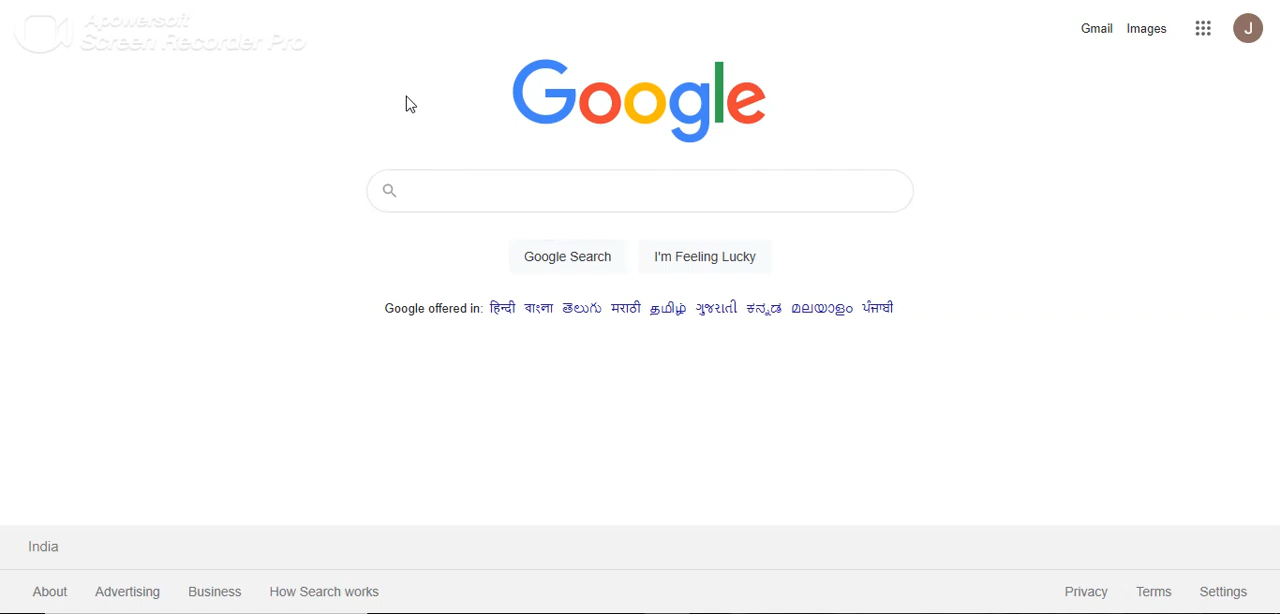 Apowersoft
Screen Recorder Pro
Gmail Images J
Google
Google Search I'm Feeling Lucky
Google offered in: हिन्दी বাংলা తెలుగు मराठी தமிழ் ગુજરાતી ಕನ್ನಡ മലയാളം ਪੰਜਾਬੀ
India
About Advertising Business How Search works Privacy Terms Settings